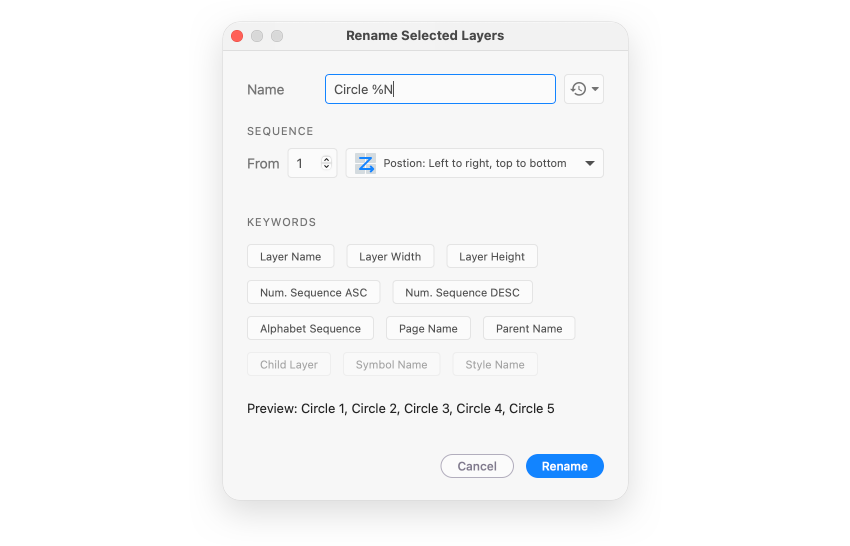 Rename Selected Layers
Name Circle %N
SEQUENCE
From 1 Postion: Left to right, top to bottom
KEYWORDS
Layer Name Layer Width Layer Height
Num. Sequence ASC Num. Sequence DESC
Alphabet Sequence Page Name Parent Name
Child Layer Symbol Name Style Name
Preview: Circle 1, Circle 2, Circle 3, Circle 4, Circle 5
Cancel Rename